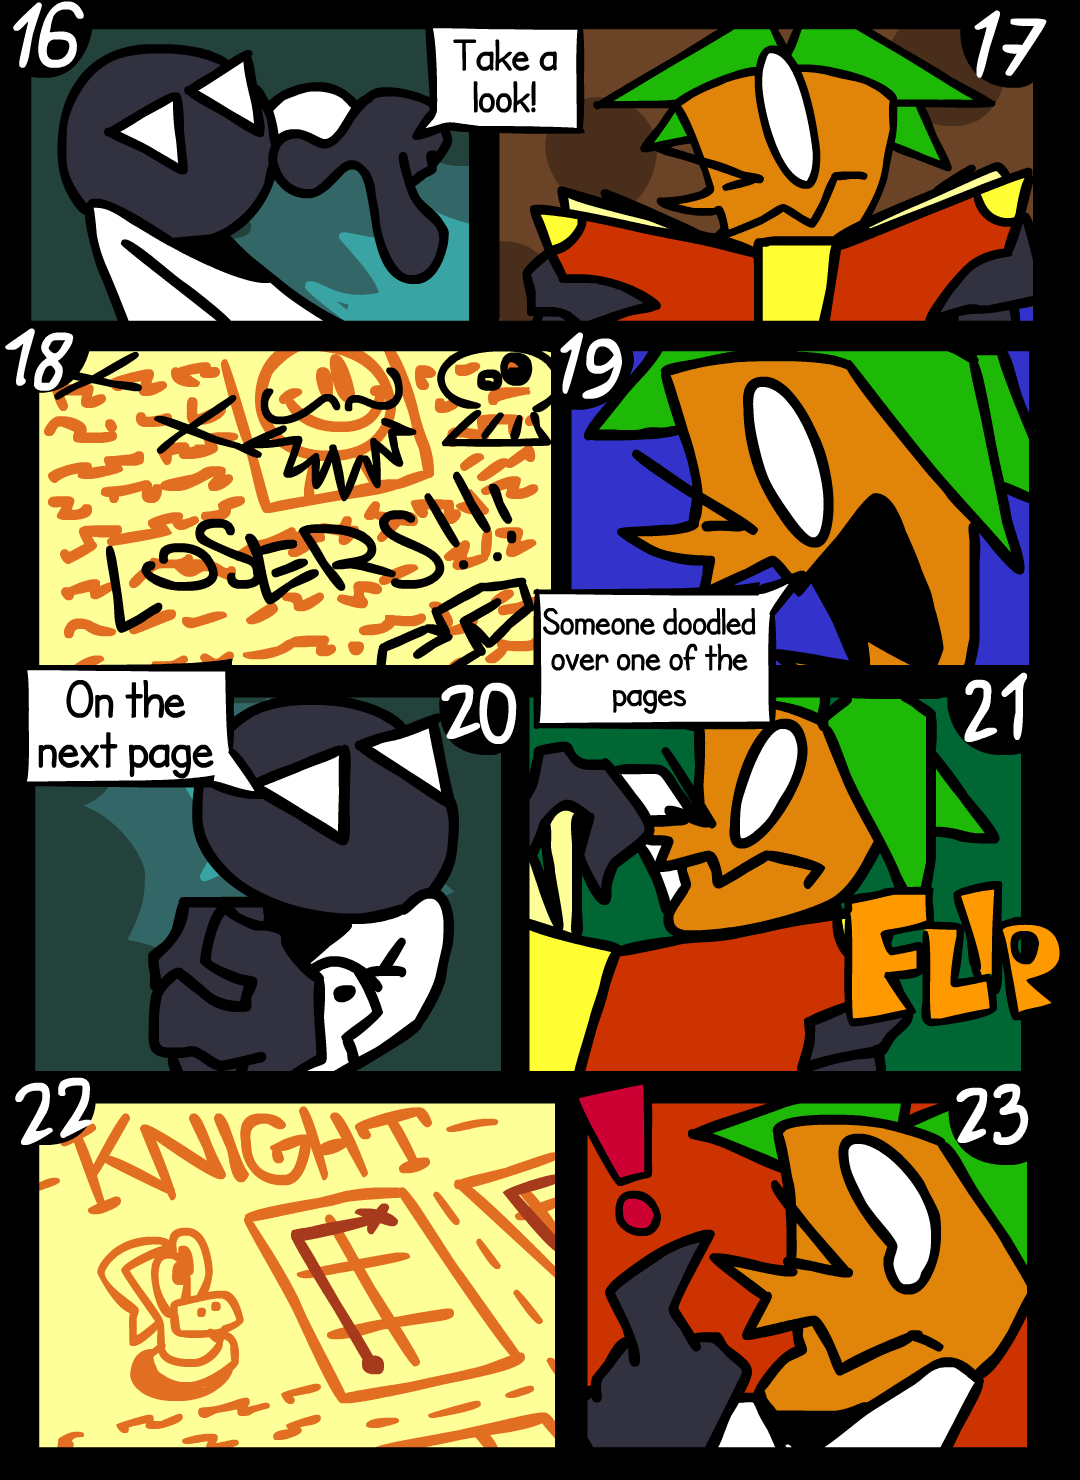 16
Take a
look!
17
18
LOSERS!!!
19
Someone doodled
over one of the
pages
On the
next page
20
21
FLIP
22
KNIGHT
23
!